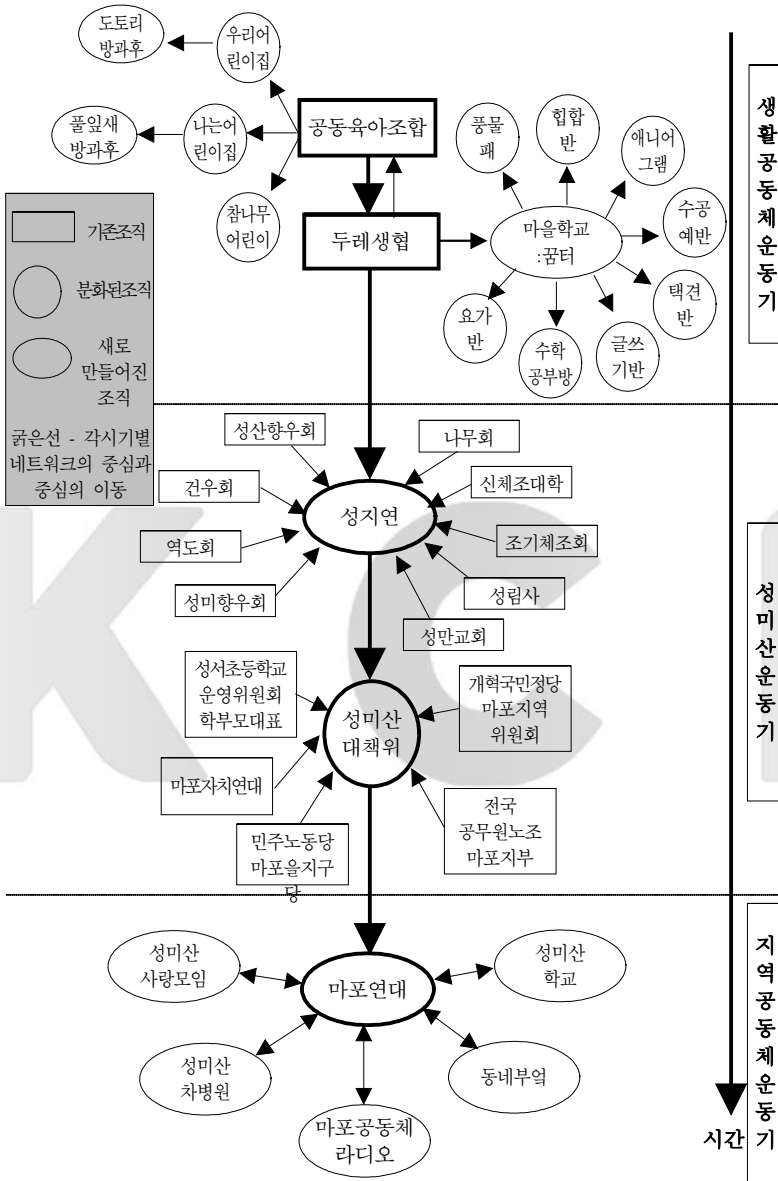 도토리
방과후
우리어
린이집
풀잎새
방과후
나는어
린이집
참나무
어린이
공동육아조합
두레생협
풍물
패
힙합
반
애니어
그램
수공
예반
택견
반
글쓰
기반
수학
공부방
요가
반
마을학교
:꿈터
생활공동체운동기
기존조직
분화된조직
새로
만들어진
조직
굵은선 - 각시기별
네트워크의 중심과
중심의 이동
성산향우회
나무회
건우회
신체조대학
성지연
역도회
조기체조회
성미향우회
성림사
성만교회
성미산운동기
성서초등학교
운영위원회
학부모대표
개혁국민정당
마포지역
위원회
성미산
대책위
마포자치연대
민주노동당
마포을지구
당
전국
공무원노조
마포지부
성미산
사랑모임
성미산
학교
마포연대
성미산
차병원
동네부엌
마포공동체
라디오
지역공동체운동기
시간
K C I